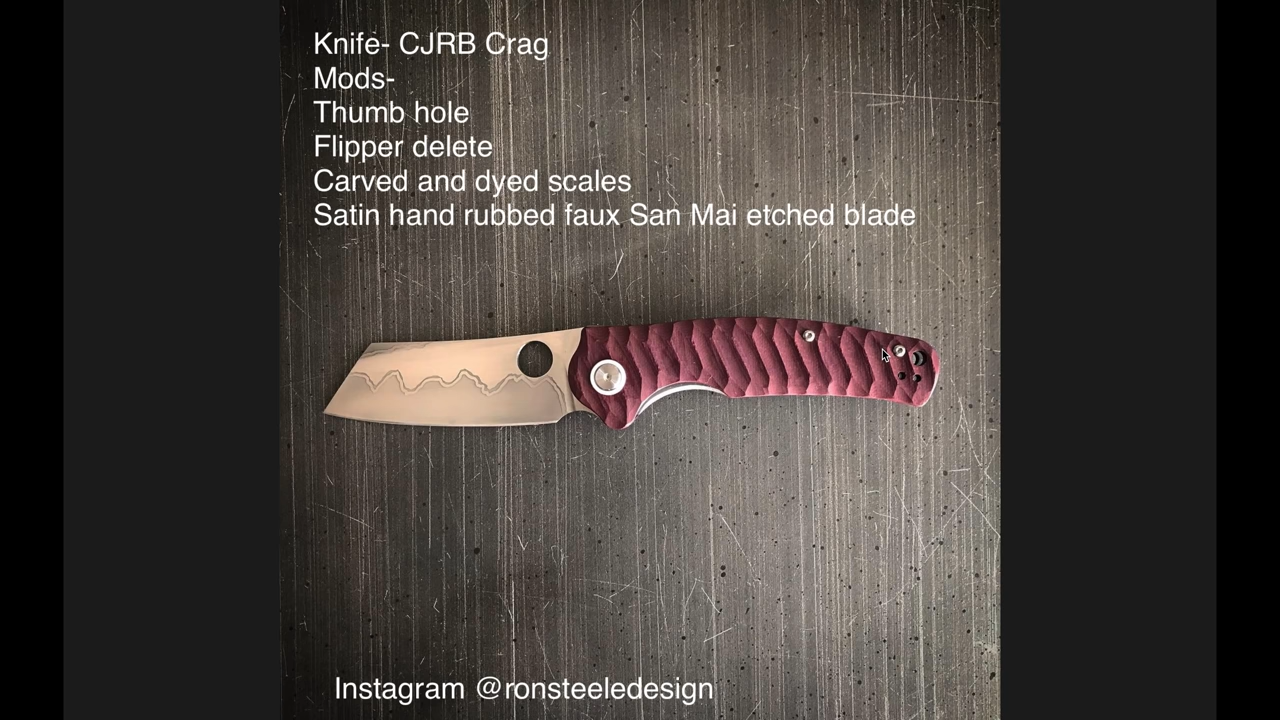 Knife- CJRB Crag
Mods-
Thumb hole
Flipper delete
Carved and dyed scales
Satin hand rubbed faux San Mai etched blade
Instagram @ronsteeledesign